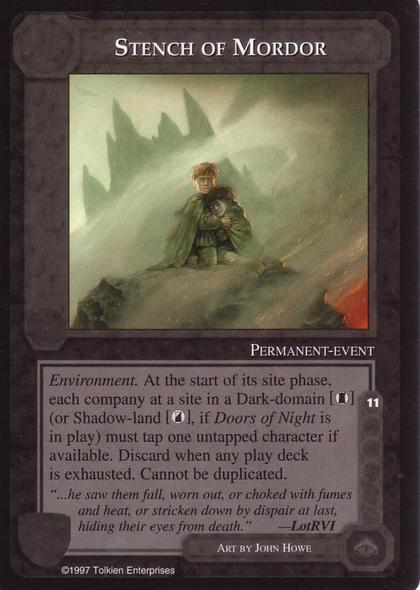 STENCH OF MORDOR
PERMANENT-EVENT
Environment. At the start of its site phase,
each company at a site in a Dark-domain []
(or Shadow-land [], if Doors of Night is
in play) must tap one untapped character if
available. Discard when any play deck
is exhausted. Cannot be duplicated.
11
“...he saw them fall, worn out, or choked with fumes
and heat, or stricken down by dispair at last,
hiding their eyes from death.” —LotRVI
ART BY JOHN HOWE
©1997 Tolkien Enterprises